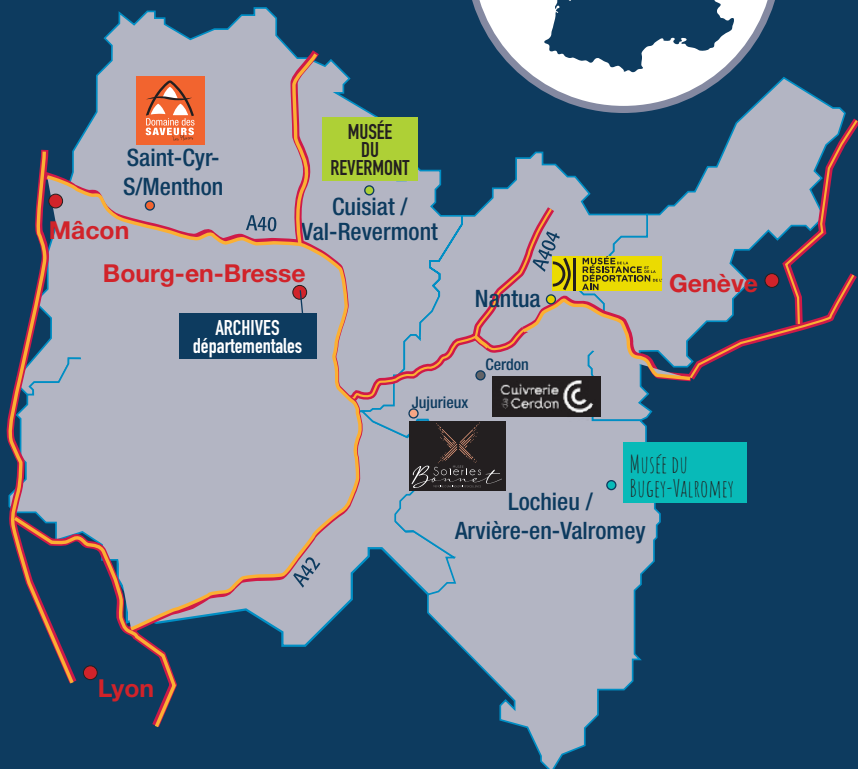 Domaine des
SAVEURS
Saint-Cyr-
S/Menthon
MUSÉE
DU
REVERMONT
Cuisiat /
Val-Revermont
Mâcon
A40
A404
MUSÉE DE LA
RÉSISTANCE ET DE LA
DÉPORTATION DE L'
AIN
Bourg-en-Bresse
Nantua
Genève
ARCHIVES
départementales
Cerdon
Cuivrerie
de Cerdon
Jujurieux
Soieries
Bonnet
MUSÉE DU
BUGEY-VALROMEY
Lochieu /
Arvière-en-Valromey
A42
Lyon